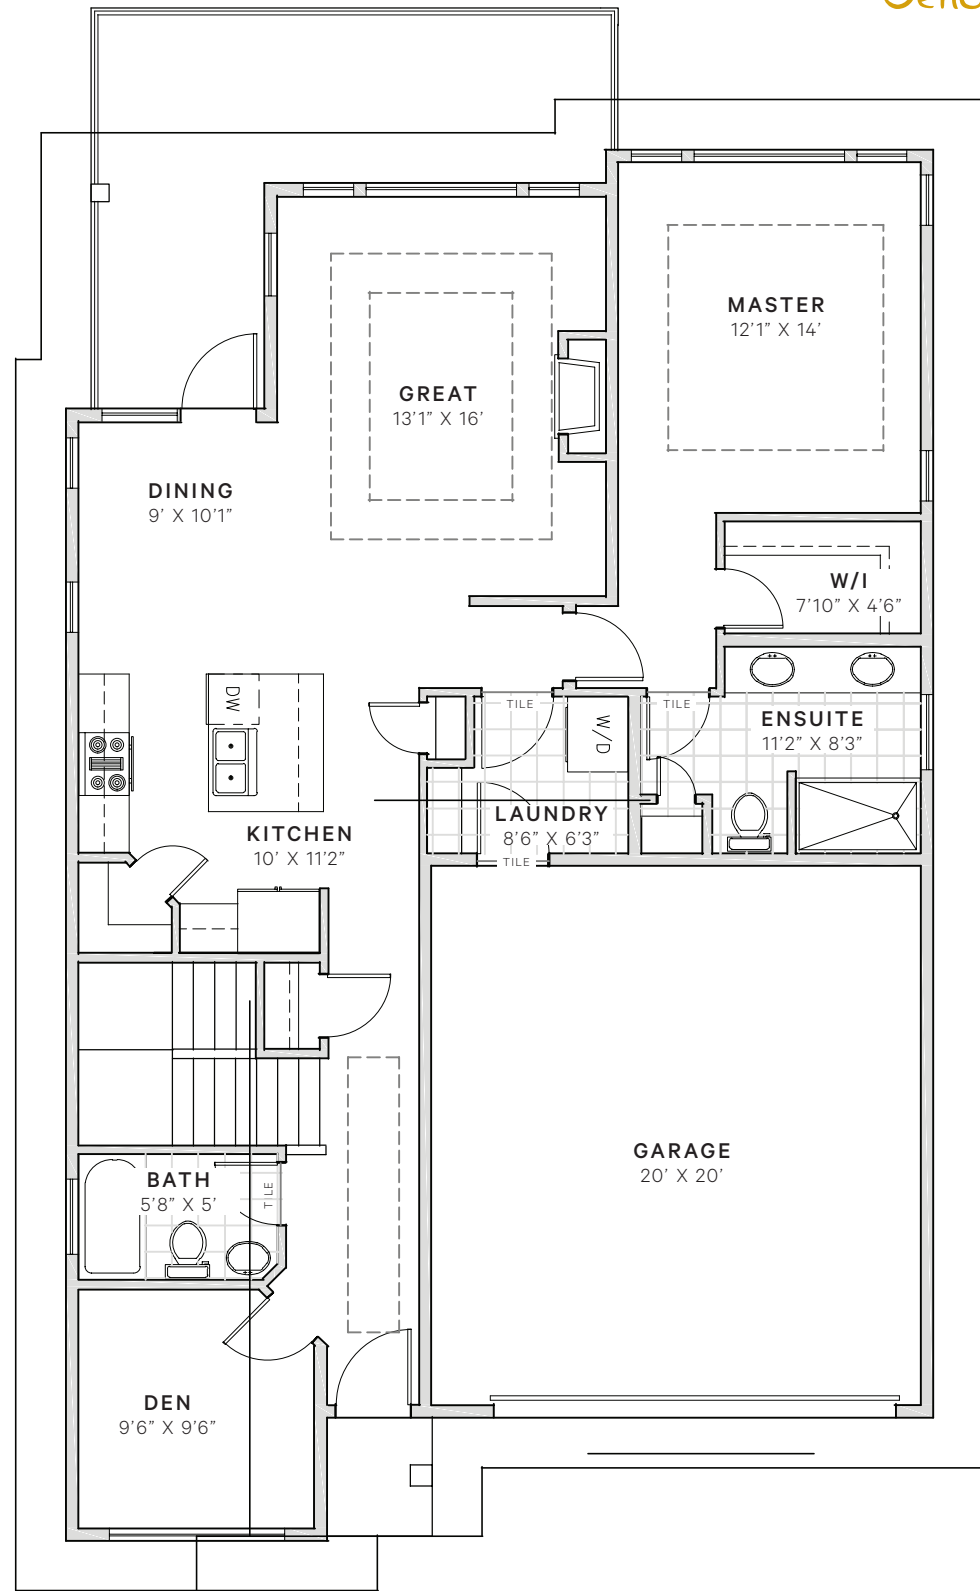 MASTER
12'1" X 14'
GREAT
13'1" X 16'
DINING
9' X 10'1"
W/I
7'10" X 4'6"
DW
TILE
W/D
TILE
ENSUITE
11'2" X 8'3"
LAUNDRY
8'6" X 6'3"
TILE
KITCHEN
10' X 11'2"
GARAGE
20' X 20'
BATH
5'8" X 5'
TILE
DEN
9'6" X 9'6"